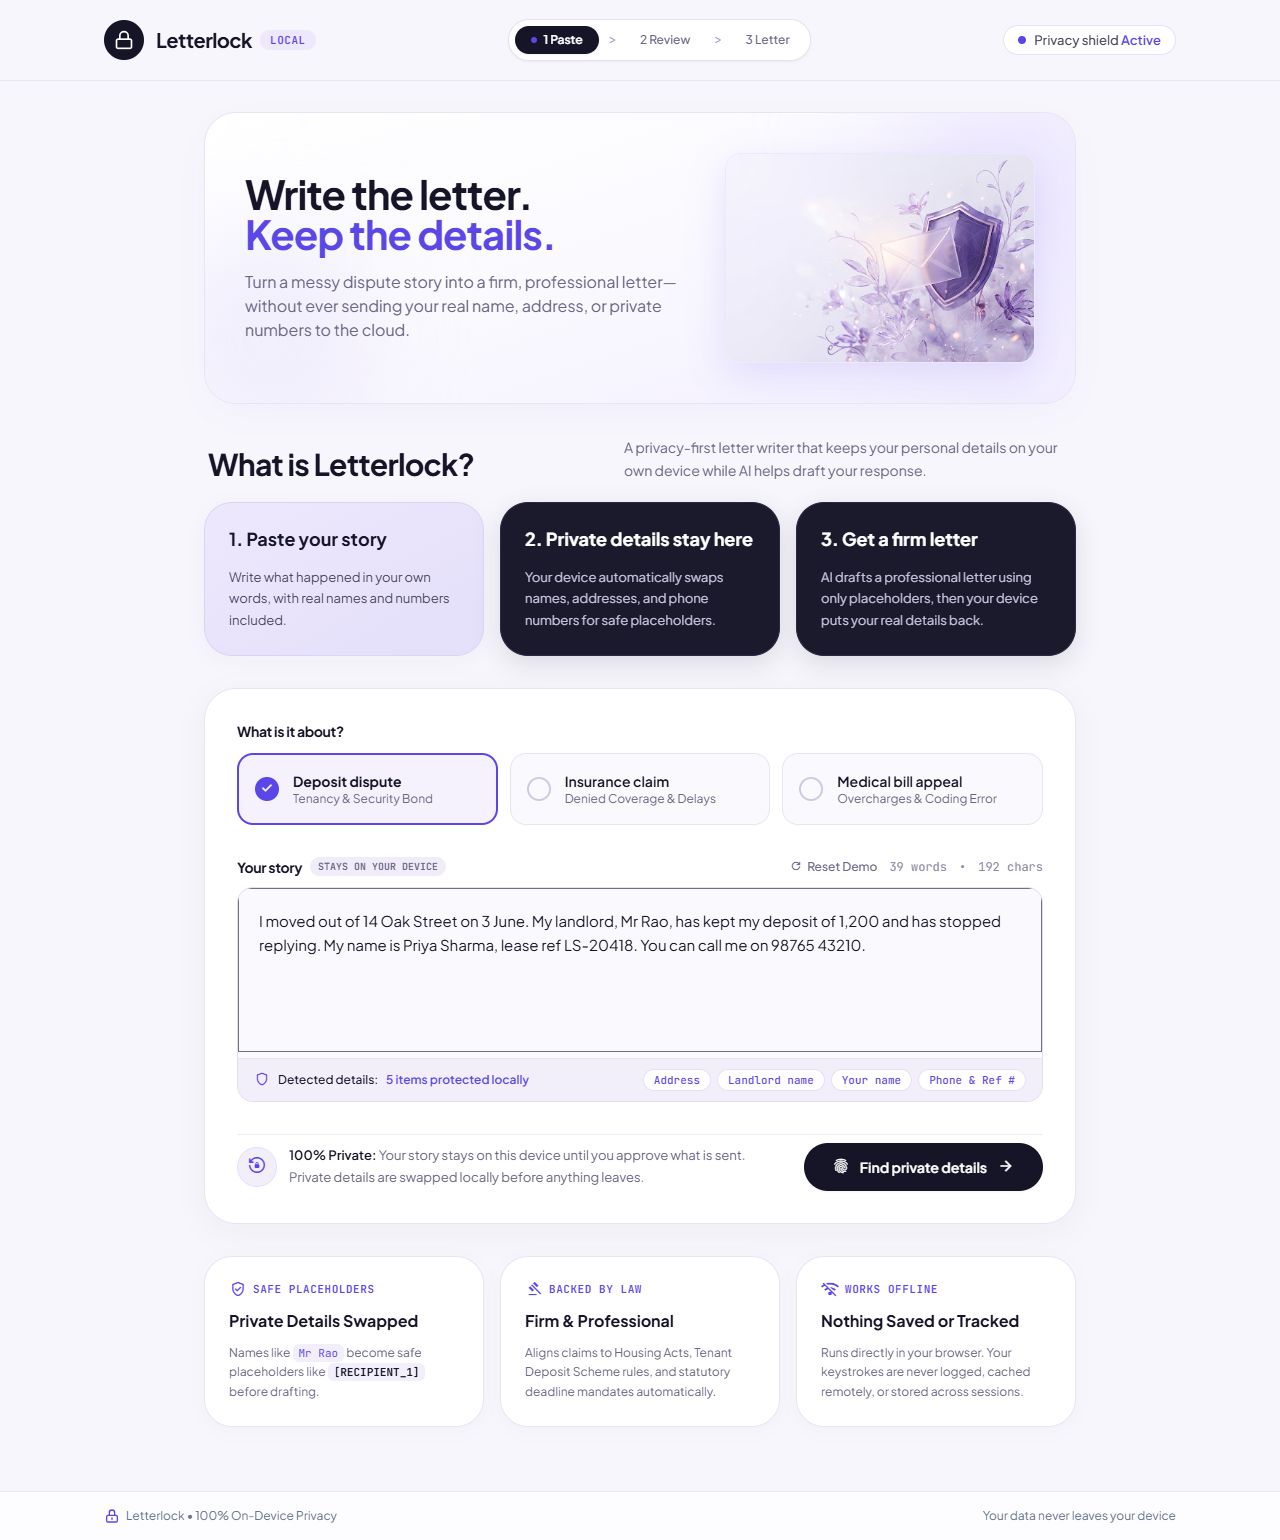 Letterlock LOCAL
1 Paste > 2 Review > 3 Letter
Privacy shield Active
Write the letter.
Keep the details.
Turn a messy dispute story into a firm, professional letter—
without ever sending your real name, address, or private
numbers to the cloud.
What is Letterlock?
A privacy-first letter writer that keeps your personal details on your
own device while AI helps draft your response.
1. Paste your story
Write what happened in your own
words, with real names and numbers
included.
2. Private details stay here
Your device automatically swaps
names, addresses, and phone
numbers for safe placeholders.
3. Get a firm letter
AI drafts a professional letter using
only placeholders, then your device
puts your real details back.
What is it about?
Deposit dispute
Tenancy & Security Bond
Insurance claim
Denied Coverage & Delays
Medical bill appeal
Overcharges & Coding Error
Your story STAYS ON YOUR DEVICE
Reset Demo 39 words • 192 chars
I moved out of 14 Oak Street on 3 June. My landlord, Mr Rao, has kept my deposit of 1,200 and has stopped
replying. My name is Priya Sharma, lease ref LS-20418. You can call me on 98765 43210.
Detected details: 5 items protected locally
Address Landlord name Your name Phone & Ref #
100% Private: Your story stays on this device until you approve what is sent.
Private details are swapped locally before anything leaves.
Find private details →
SAFE PLACEHOLDERS
Private Details Swapped
Names like Mr Rao become safe
placeholders like [RECIPIENT_1]
before drafting.
BACKED BY LAW
Firm & Professional
Aligns claims to Housing Acts, Tenant
Deposit Scheme rules, and statutory
deadline mandates automatically.
WORKS OFFLINE
Nothing Saved or Tracked
Runs directly in your browser. Your
keystrokes are never logged, cached
remotely, or stored across sessions.
Letterlock • 100% On-Device Privacy
Your data never leaves your device